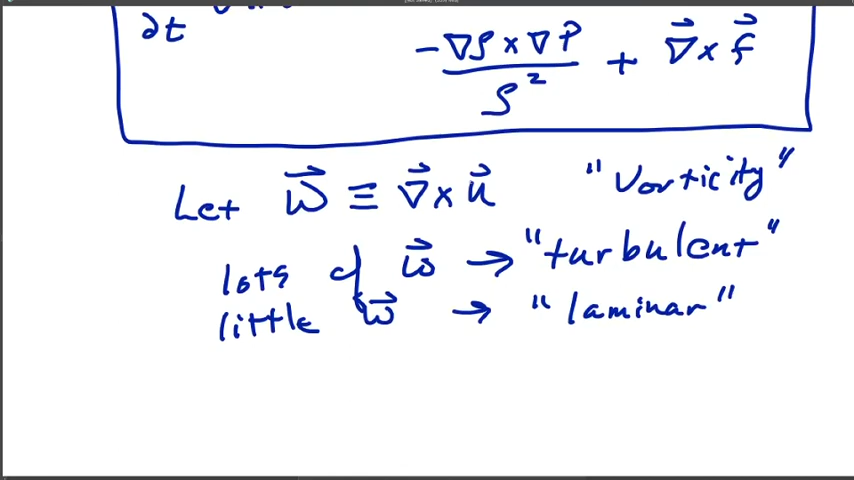 ∂t
-∇ρ×∇P / ρ² + ∇⃗×f⃗
Let ω⃗ ≡ ∇⃗×u⃗ "Vorticity"
lots of ω⃗ → "turbulent"
little ω⃗ → "laminar"